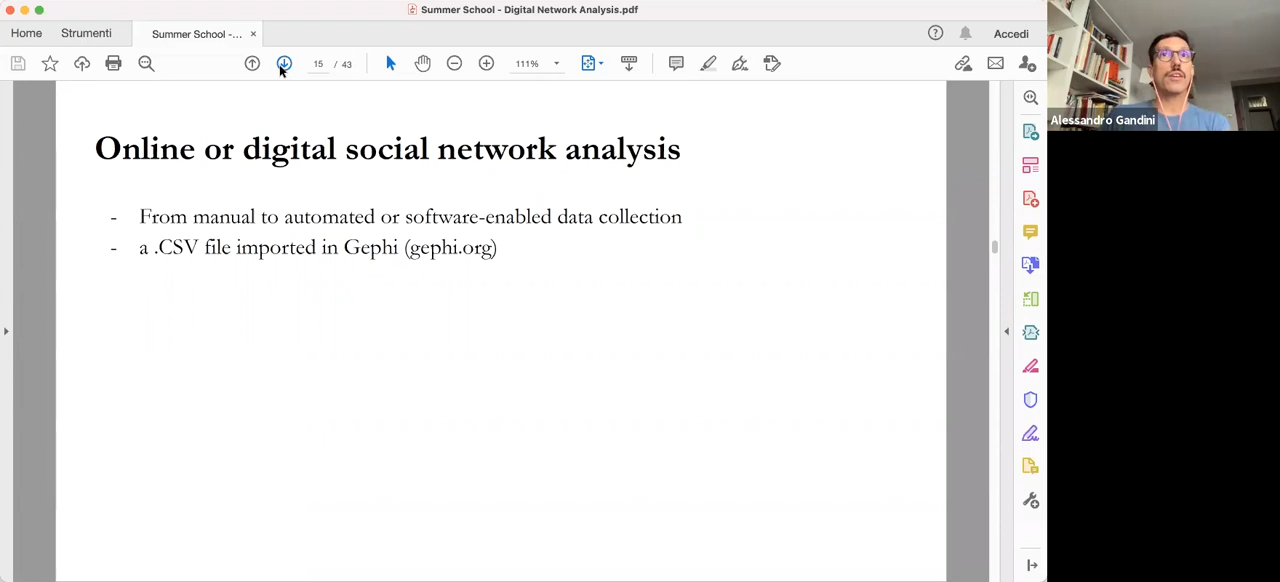 Summer School - Digital Network Analysis.pdf
Home
Strumenti
Summer School -... ×
Accedi
15 / 43
111%
Alessandro Gandini
Online or digital social network analysis
- From manual to automated or software-enabled data collection
- a .CSV file imported in Gephi (gephi.org)